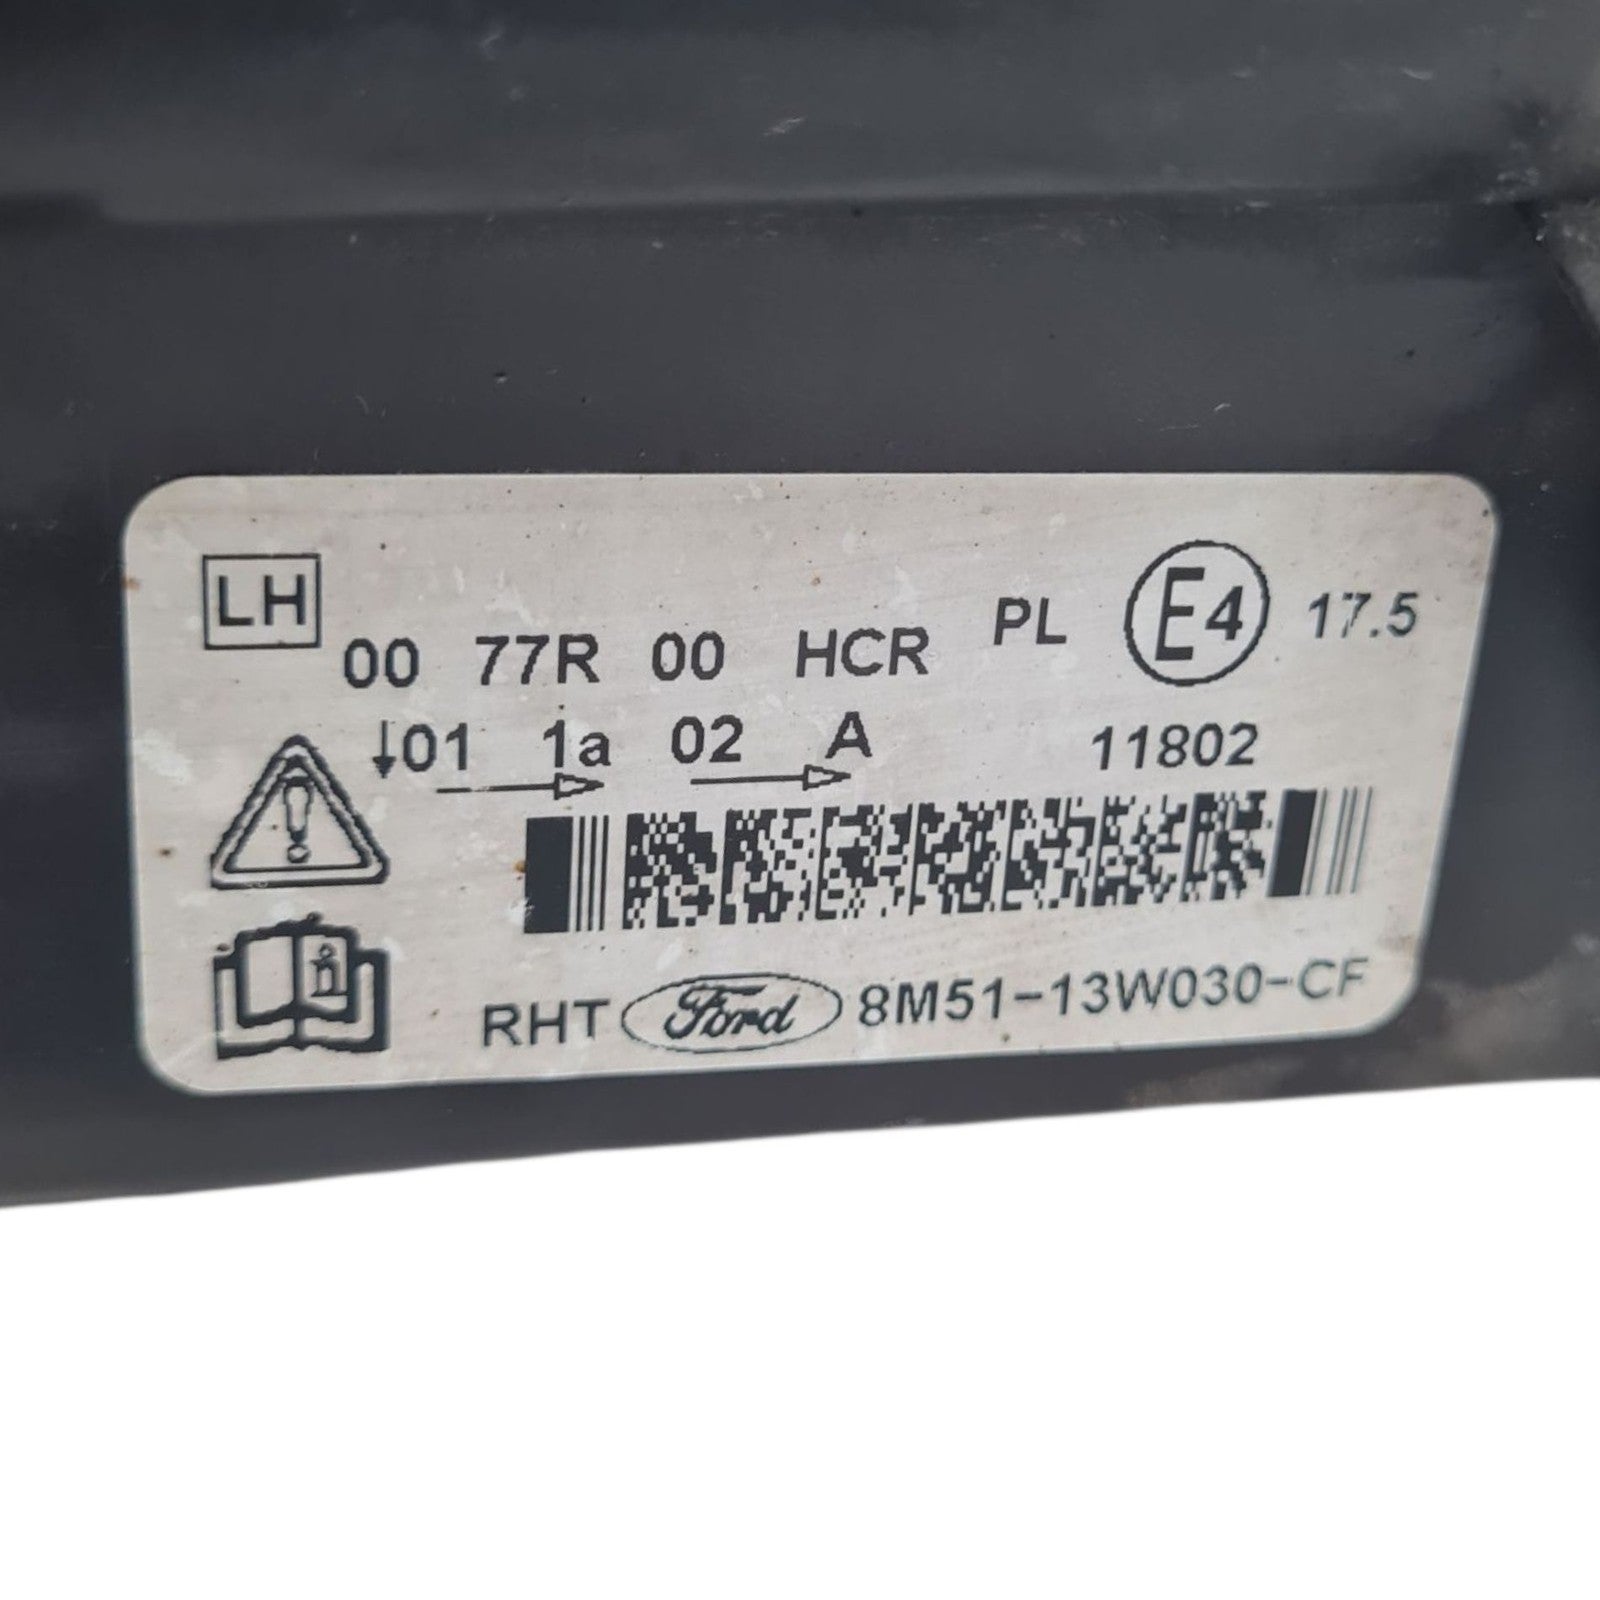 LH
00 77R 00 HCR PL E4 17.5
↓01 1a 02 A 11802
RHT Ford 8M51-13W030-CF